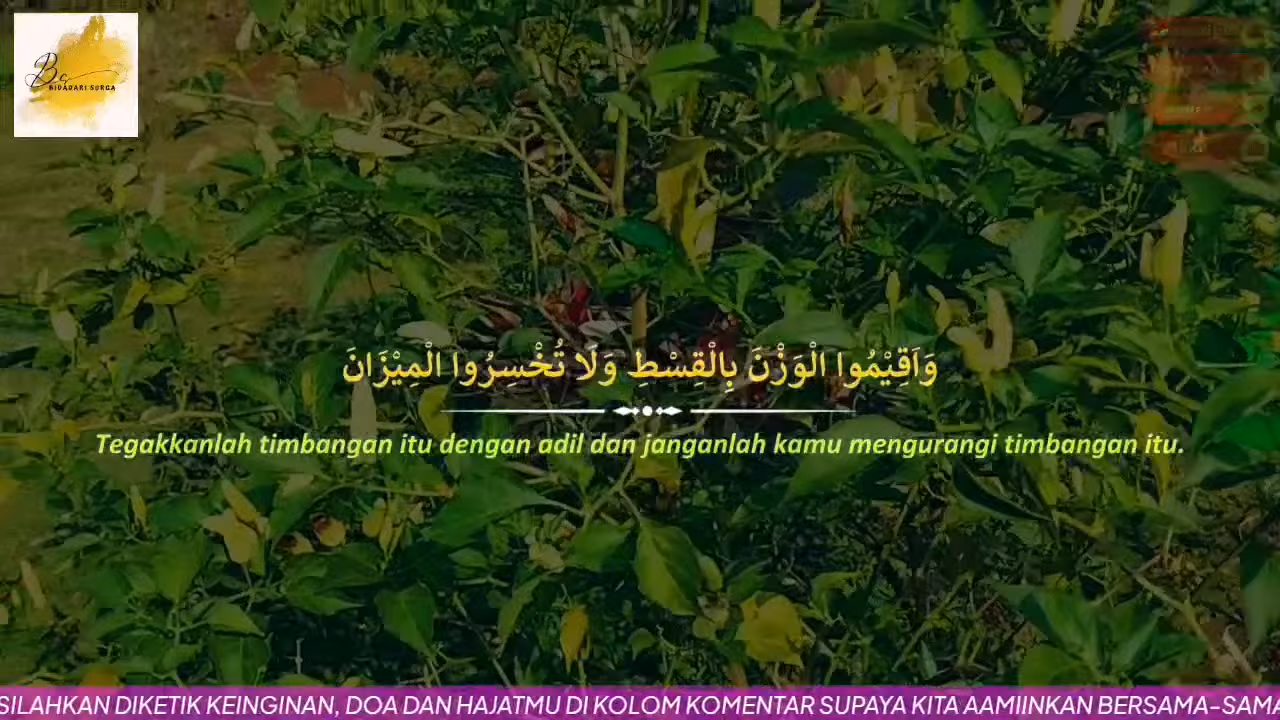 Bs
BIDADARI SURGA
وَاَقِيْمُوا الْوَزْنَ بِالْقِسْطِ وَلَا تُخْسِرُوا الْمِيْزَانَ
Tegakkanlah timbangan itu dengan adil dan janganlah kamu mengurangi timbangan itu.
SILAHKAN DIKETIK KEINGINAN, DOA DAN HAJATMU DI KOLOM KOMENTAR SUPAYA KITA AAMIINKAN BERSAMA-SAMA